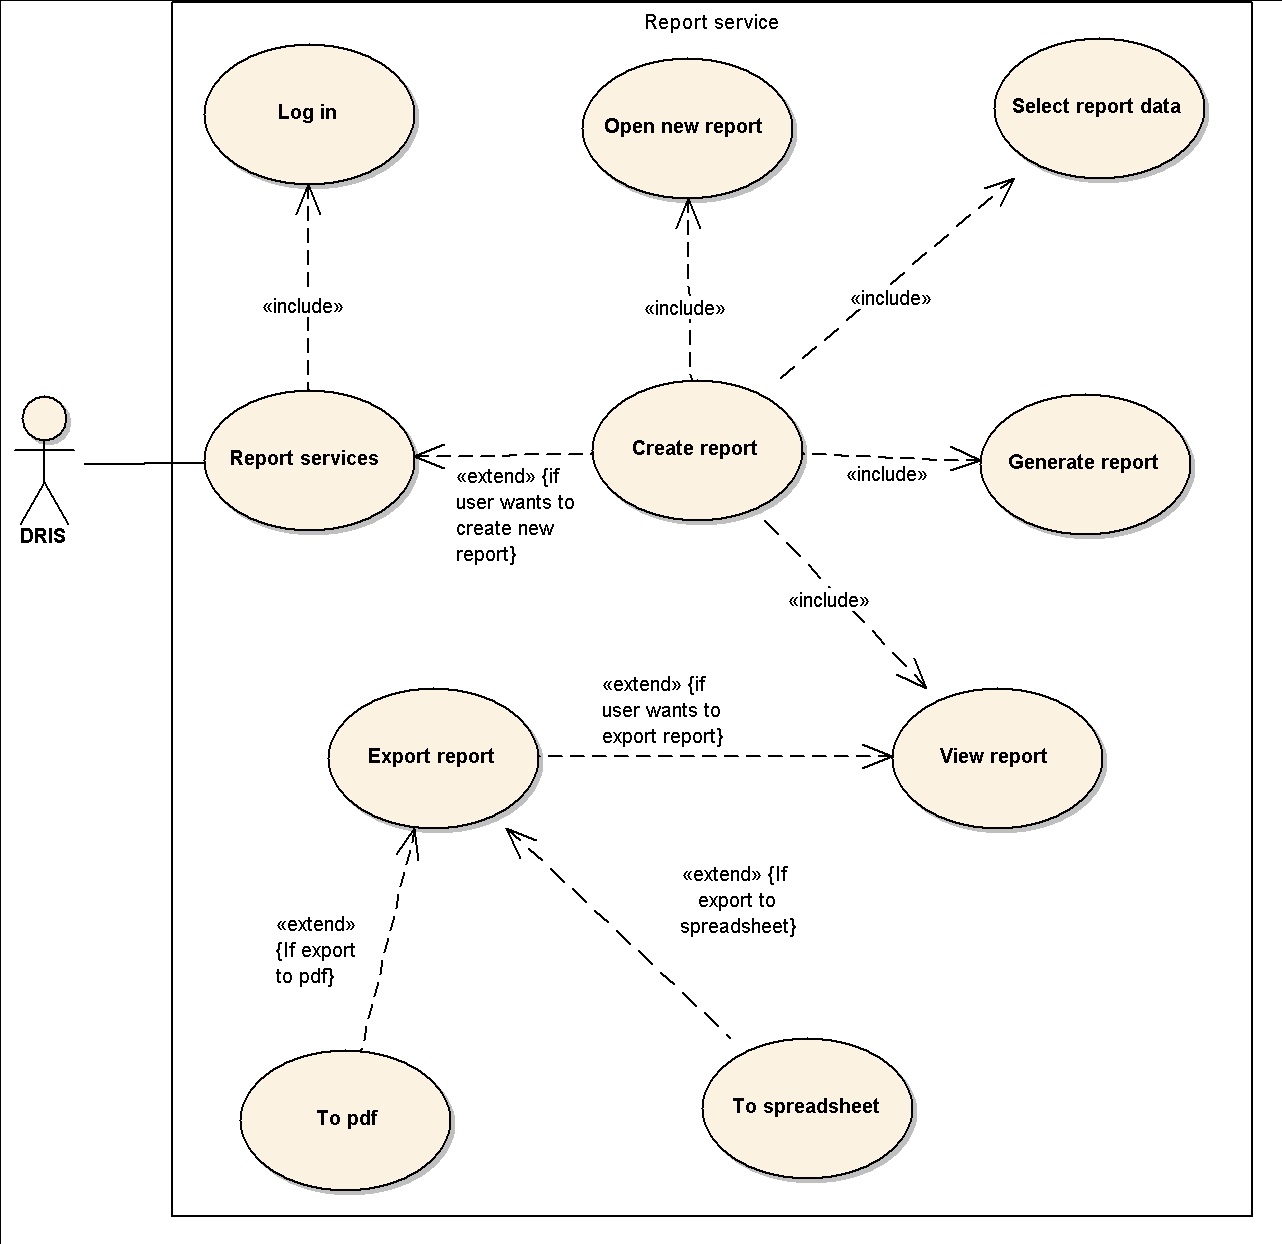 Report service
Log in
Open new report
Select report data
«include»
«include»
«include»
Report services
Create report
Generate report
«extend» {if
user wants to
create new
report}
«include»
DRIS
«include»
«extend» {if
user wants to
export report}
Export report
View report
«extend» {If
export to
spreadsheet}
«extend»
{If export
to pdf}
To pdf
To spreadsheet